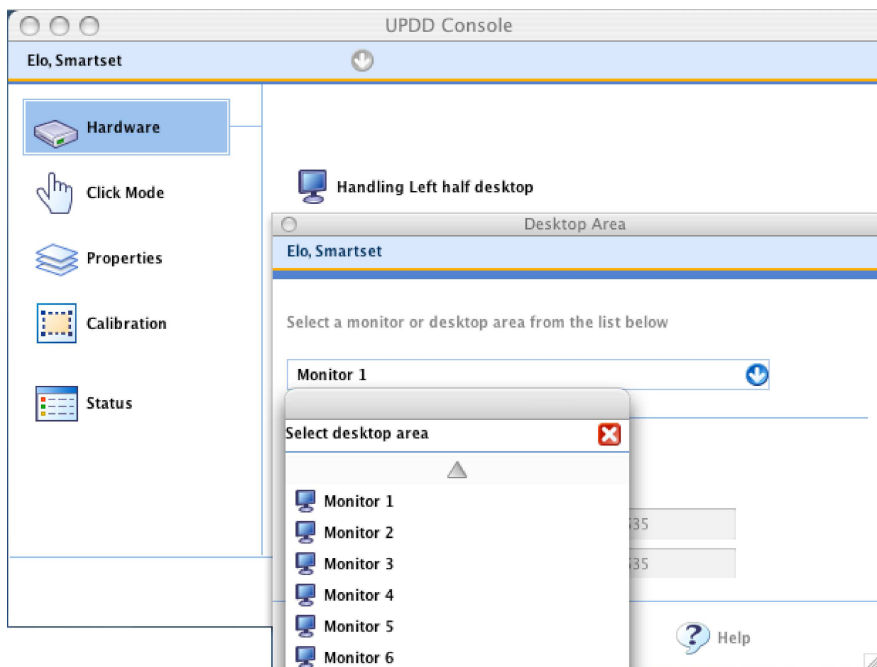 UPDD Console
Elo, Smartset
Hardware
Click Mode
Properties
Calibration
Status
Handling Left half desktop
Desktop Area
Elo, Smartset
Select a monitor or desktop area from the list below
Monitor 1
Select desktop area
Monitor 1
Monitor 2
Monitor 3
Monitor 4
Monitor 5
Monitor 6
535
535
Help